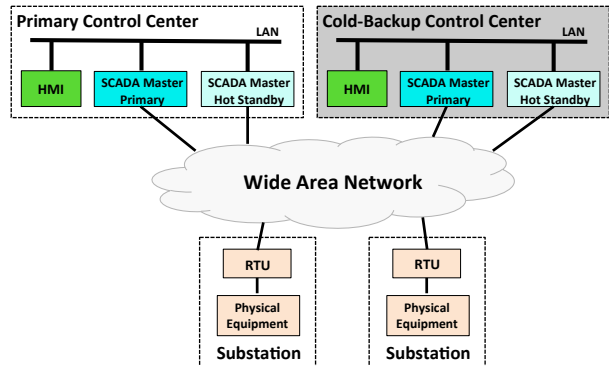 Primary Control Center
LAN
HMI
SCADA Master
Primary
SCADA Master
Hot Standby
Cold-Backup Control Center
LAN
HMI
SCADA Master
Primary
SCADA Master
Hot Standby
Wide Area Network
RTU
Physical
Equipment
Substation
RTU
Physical
Equipment
Substation